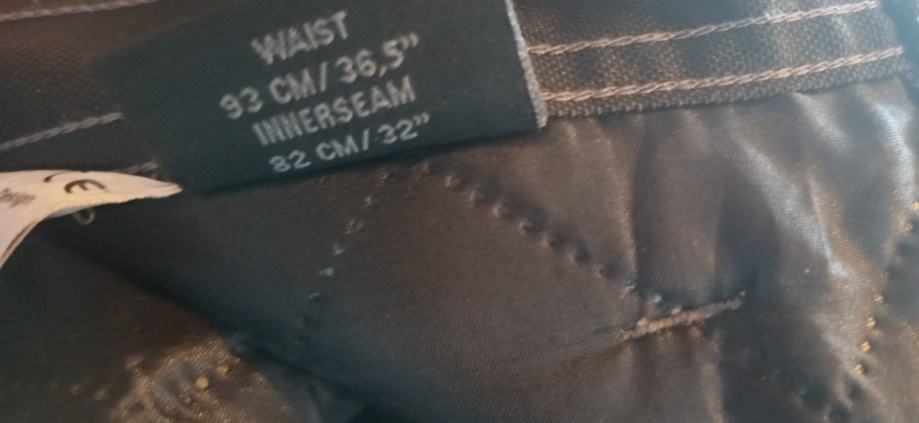 WAIST
93 CM/36,5"
INNERSEAM
82 CM/32"